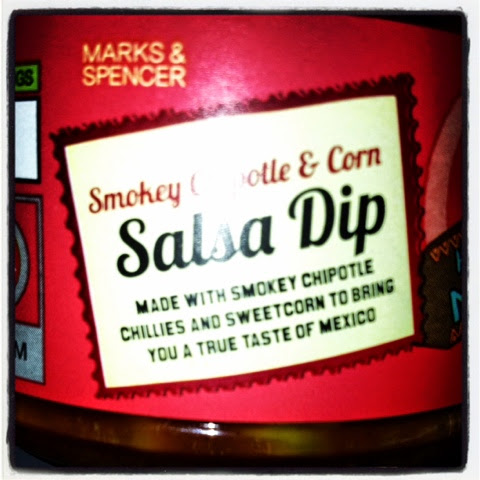 MARKS &
SPENCER
Smokey Chipotle & Corn
Salsa Dip
MADE WITH SMOKEY CHIPOTLE
CHILLIES AND SWEETCORN TO BRING
YOU A TRUE TASTE OF MEXICO